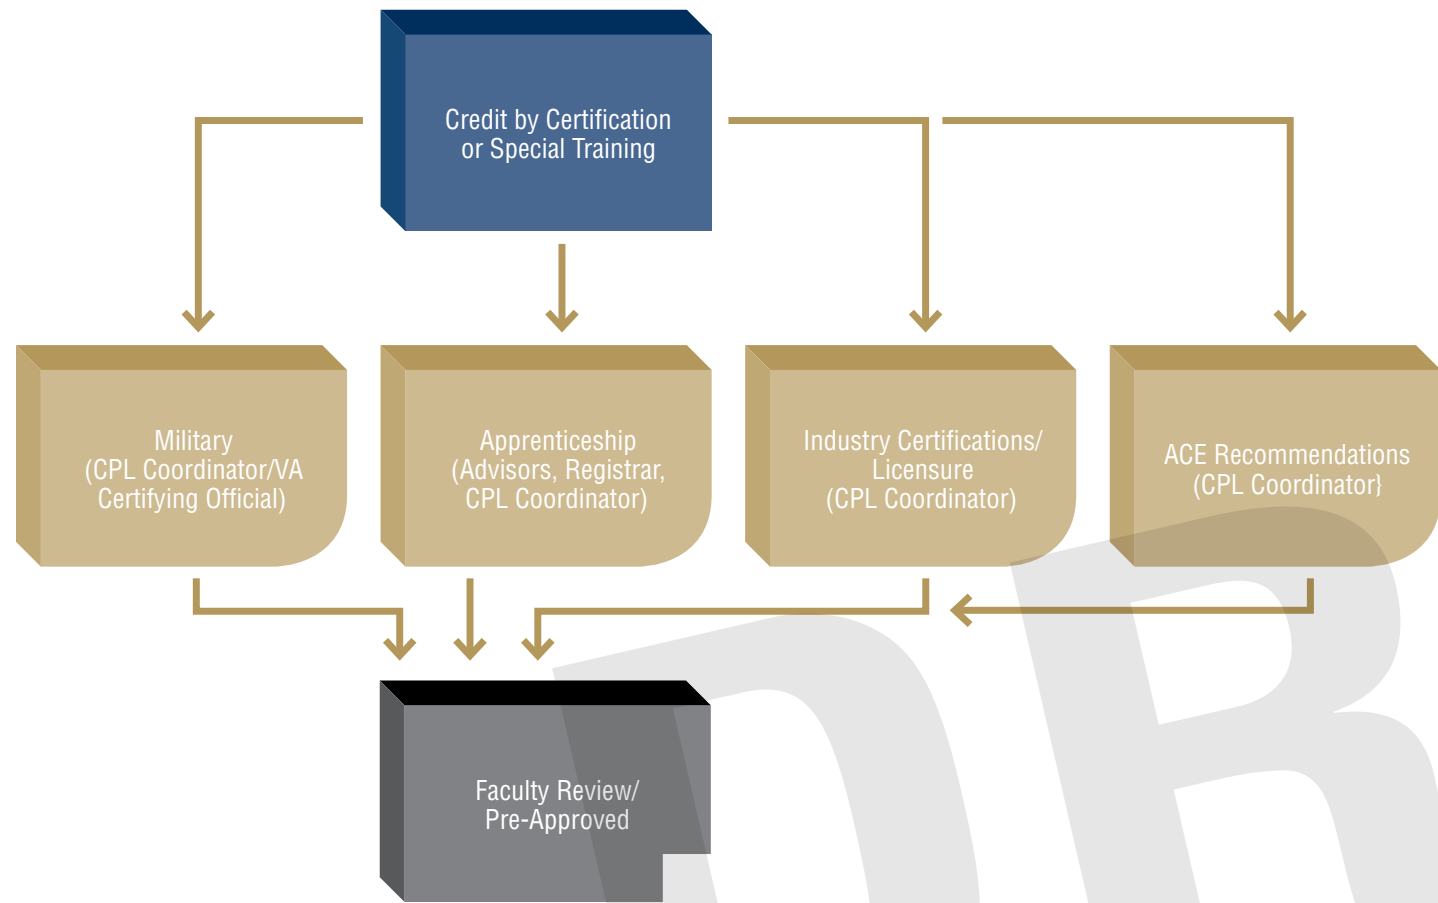 Credit by Certification
or Special Training
Military
(CPL Coordinator/VA
Certifying Official)
Apprenticeship
(Advisors, Registrar,
CPL Coordinator)
Industry Certifications/
Licensure
(CPL Coordinator)
ACE Recommendations
(CPL Coordinator}
Faculty Review/
Pre-Approved